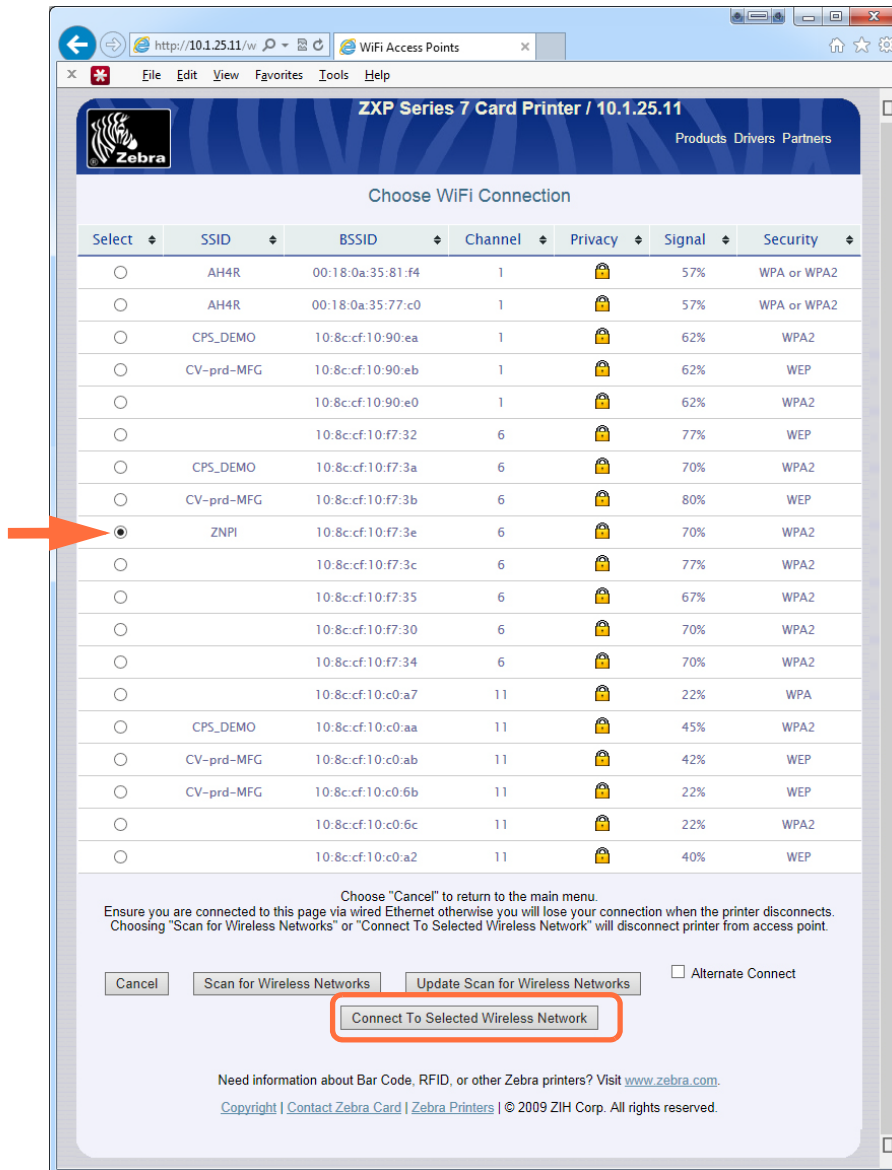 http://10.1.25.11/w
WiFi Access Points
x File Edit View Favorites Tools Help
ZXP Series 7 Card Printer / 10.1.25.11
Zebra
®
Products Drivers Partners
Choose WiFi Connection
Select SSID BSSID Channel Privacy Signal Security
AH4R 00:18:0a:35:81:f4 1 57% WPA or WPA2
AH4R 00:18:0a:35:77:c0 1 57% WPA or WPA2
CPS_DEMO 10:8c:cf:10:90:ea 1 62% WPA2
CV-prd-MFG 10:8c:cf:10:90:eb 1 62% WEP
10:8c:cf:10:90:e0 1 62% WPA2
10:8c:cf:10:f7:32 6 77% WEP
CPS_DEMO 10:8c:cf:10:f7:3a 6 70% WPA2
CV-prd-MFG 10:8c:cf:10:f7:3b 6 80% WEP
ZNPI 10:8c:cf:10:f7:3e 6 70% WPA2
10:8c:cf:10:f7:3c 6 77% WPA2
10:8c:cf:10:f7:35 6 67% WPA2
10:8c:cf:10:f7:30 6 70% WPA2
10:8c:cf:10:f7:34 6 70% WPA2
10:8c:cf:10:c0:a7 11 22% WPA
CPS_DEMO 10:8c:cf:10:c0:aa 11 45% WPA2
CV-prd-MFG 10:8c:cf:10:c0:ab 11 42% WEP
CV-prd-MFG 10:8c:cf:10:c0:6b 11 22% WEP
10:8c:cf:10:c0:6c 11 22% WPA2
10:8c:cf:10:c0:a2 11 40% WEP
Choose "Cancel" to return to the main menu.
Ensure you are connected to this page via wired Ethernet otherwise you will lose your connection when the printer disconnects.
Choosing "Scan for Wireless Networks" or "Connect To Selected Wireless Network" will disconnect printer from access point.
Cancel Scan for Wireless Networks Update Scan for Wireless Networks Alternate Connect
Connect To Selected Wireless Network
Need information about Bar Code, RFID, or other Zebra printers? Visit www.zebra.com.
Copyright | Contact Zebra Card | Zebra Printers | © 2009 ZIH Corp. All rights reserved.